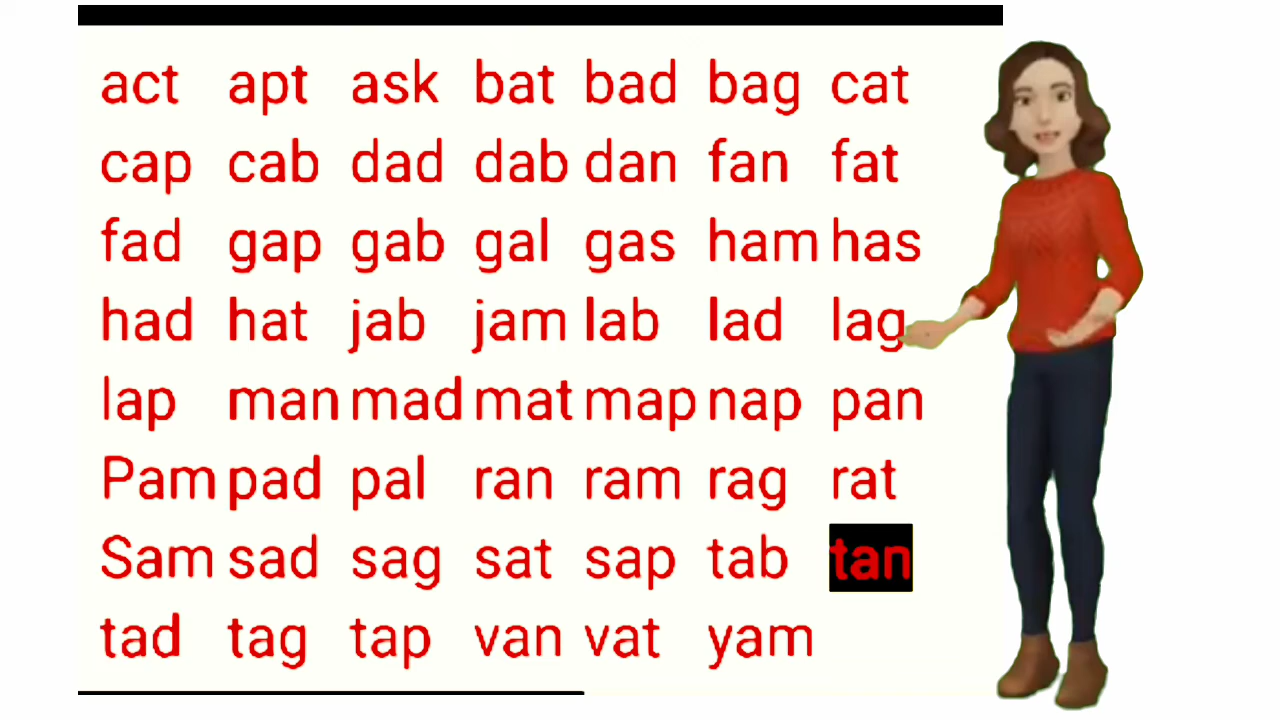 act apt ask bat bad bag cat
cap cab dad dab dan fan fat
fad gap gab gal gas ham has
had hat jab jam lab lad lag
lap man mad mat map nap pan
Pam pad pal ran ram rag rat
Sam sad sag sat sap tab tan
tad tag tap van vat yam